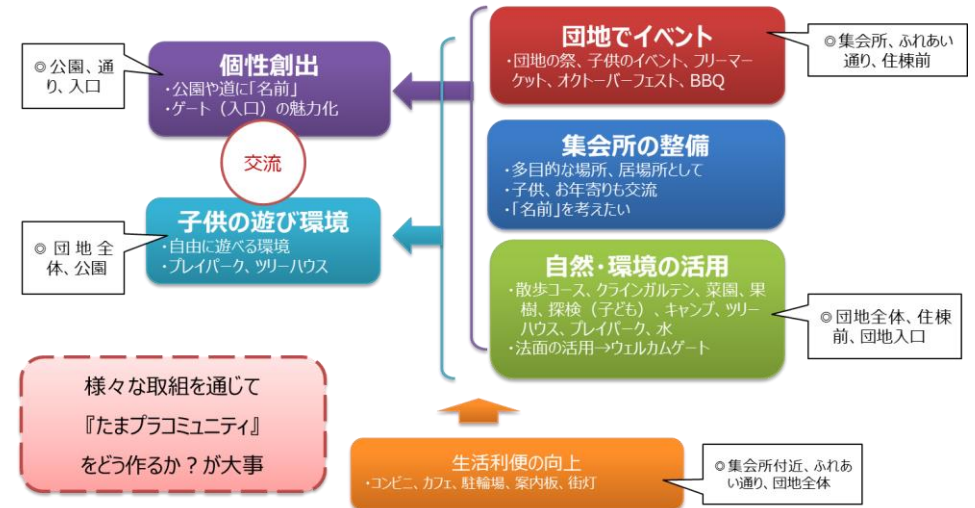 ◎公園、通
り、入口
個性創出
・公園や道に「名前」
・ゲート（入口）の魅力化
交流
◎団地全
体、公園
子供の遊び環境
・自由に遊べる環境
・プレイパーク、ツリーハウス
団地でイベント
・団地の祭、子供のイベント、フリーマー
ケット、オクトーバーフェスト、BBQ
◎集会所、ふれあい
通り、住棟前
集会所の整備
・多目的な場所、居場所として
・子供、お年寄りも交流
・「名前」を考えたい
自然・環境の活用
・散歩コース、クラインガルテン、菜園、果
樹、探検（子ども）、キャンプ、ツリー
ハウス、プレイパーク、水
・法面の活用→ウェルカムゲート
◎団地全体、住棟
前、団地入口
様々な取組を通じて
『たまプラコミュニティ』
をどう作るか？が大事
生活利便の向上
・コンビニ、カフェ、駐輪場、案内板、街灯
◎集会所付近、ふれあ
い通り、団地全体